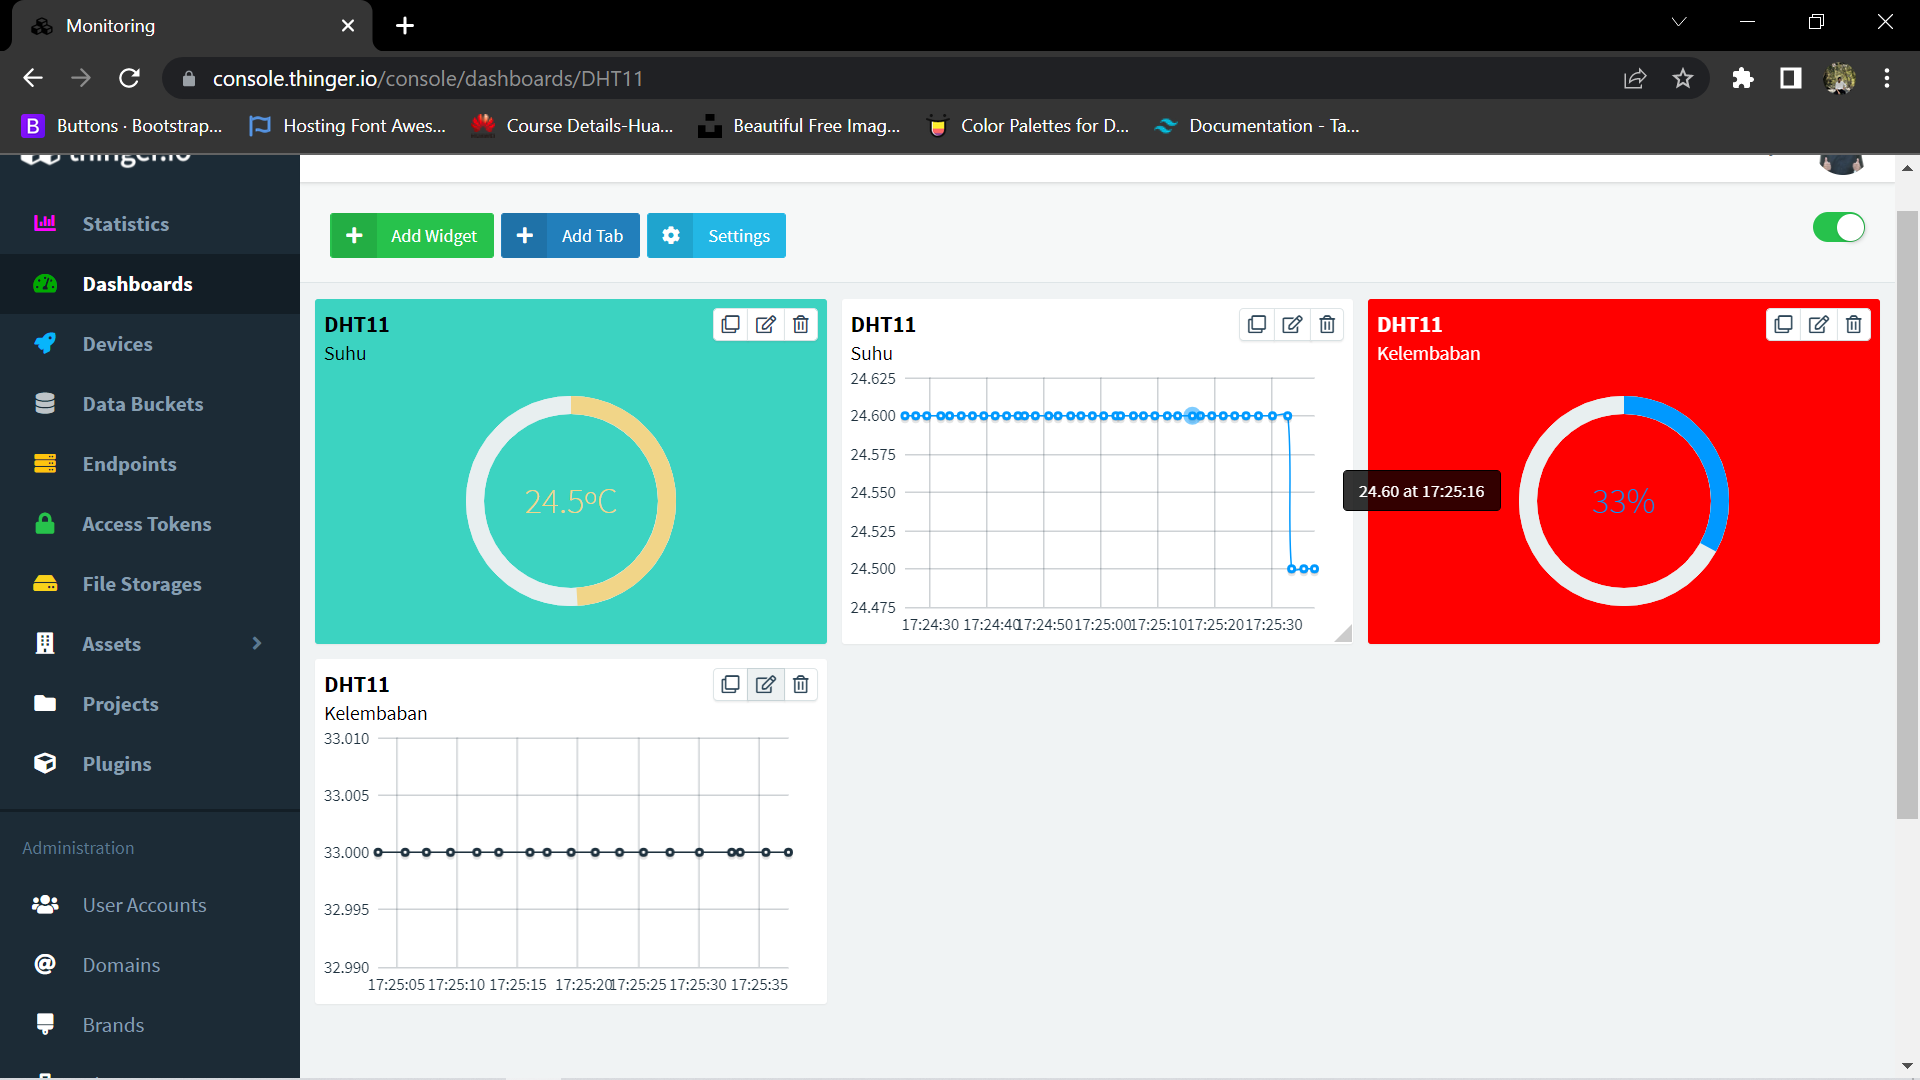 Monitoring
console.thinger.io/console/dashboards/DHT11
Buttons · Bootstrap...
Hosting Font Awes...
Course Details-Hua...
Beautiful Free Imag...
Color Palettes for D...
Documentation - Ta...
thinger.io
Statistics
Dashboards
Devices
Data Buckets
Endpoints
Access Tokens
File Storages
Assets
Projects
Plugins
Administration
User Accounts
Domains
Brands
Add Widget
Add Tab
Settings
DHT11
Suhu
24.5ºC
DHT11
Suhu
24.625
24.600
24.575
24.550
24.525
24.500
24.475
17:24:30 17:24:40 17:24:50 17:25:00 17:25:10 17:25:20 17:25:30
24.60 at 17:25:16
DHT11
Kelembaban
33%
DHT11
Kelembaban
33.010
33.005
33.000
32.995
32.990
17:25:05 17:25:10 17:25:15 17:25:20 17:25:25 17:25:30 17:25:35